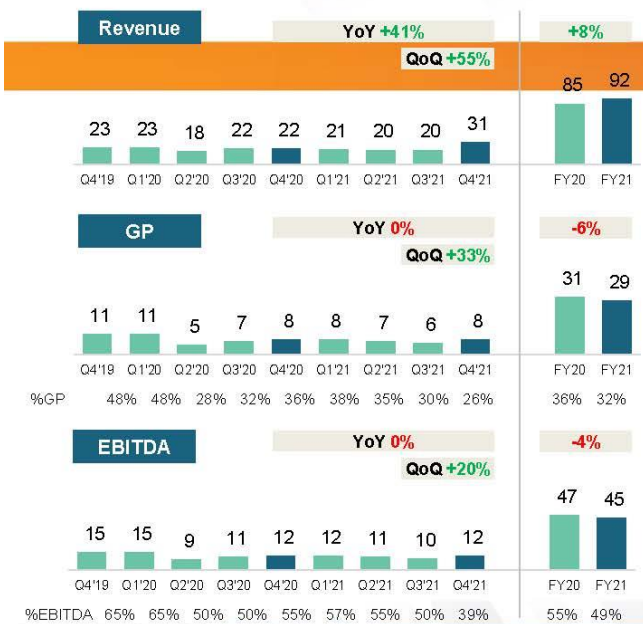 Revenue YoY +41% +8%
QoQ +55%
85 92
23 23 18 22 22 21 20 20 31
Q4'19 Q1'20 Q2'20 Q3'20 Q4'20 Q1'21 Q2'21 Q3'21 Q4'21 FY20 FY21
GP YoY 0% -6%
QoQ +33%
31 29
11 11 5 7 8 8 7 6 8
Q4'19 Q1'20 Q2'20 Q3'20 Q4'20 Q1'21 Q2'21 Q3'21 Q4'21 FY20 FY21
%GP 48% 48% 28% 32% 36% 38% 35% 30% 26% 36% 32%
EBITDA YoY 0% -4%
QoQ +20%
47 45
15 15 9 11 12 12 11 10 12
Q4'19 Q1'20 Q2'20 Q3'20 Q4'20 Q1'21 Q2'21 Q3'21 Q4'21 FY20 FY21
%EBITDA 65% 65% 50% 50% 55% 57% 55% 50% 39% 55% 49%